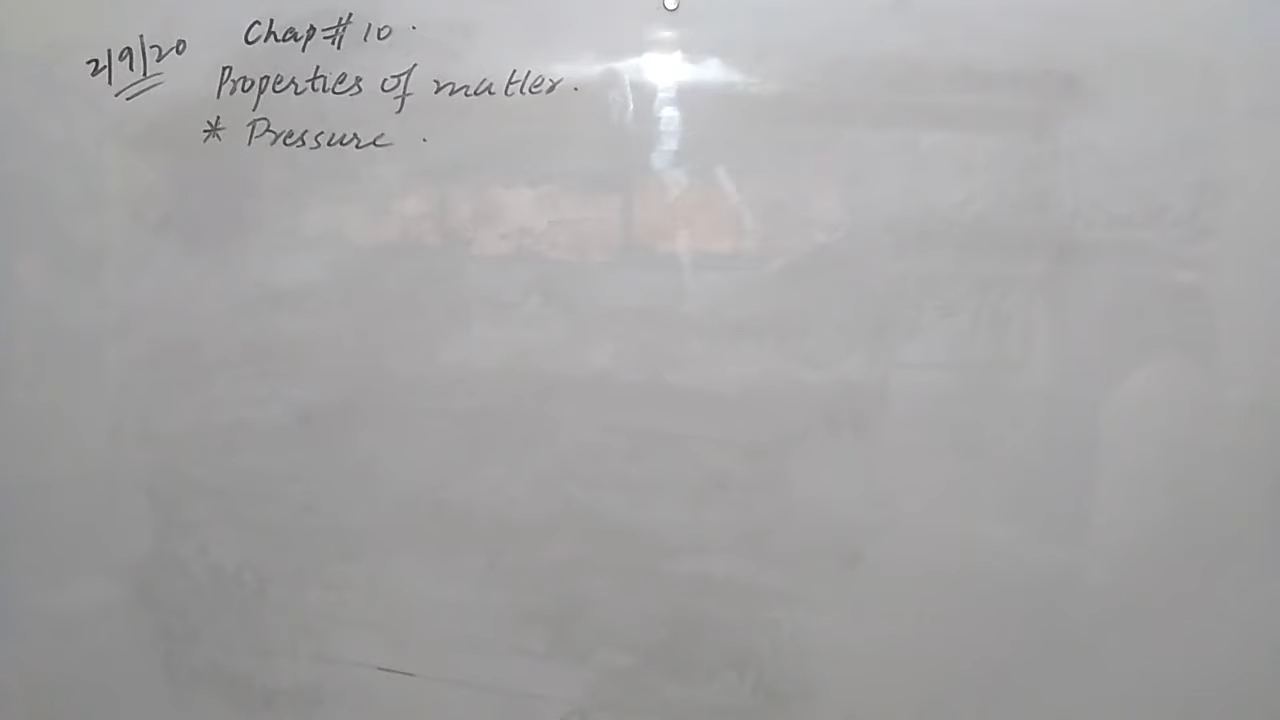 2/9/20 Chap # 10.
Properties of matter.
* Pressure.